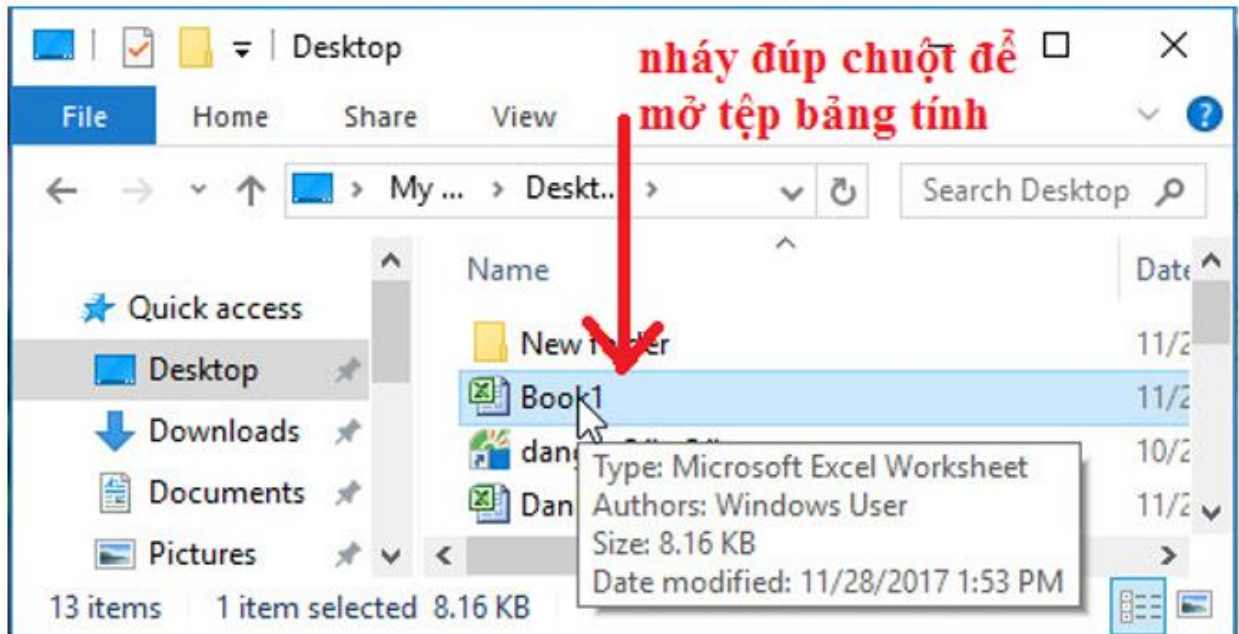 Desktop
nháy đúp chuột để
mở tệp bảng tính
File Home Share View
My ... Deskt... Search Desktop
Name Date
Quick access
New folder 11/2
Desktop
Book1 11/2
Downloads
10/2
Type: Microsoft Excel Worksheet
Documents
Dan 11/2
Authors: Windows User
Size: 8.16 KB
Pictures
Date modified: 11/28/2017 1:53 PM
13 items 1 item selected 8.16 KB